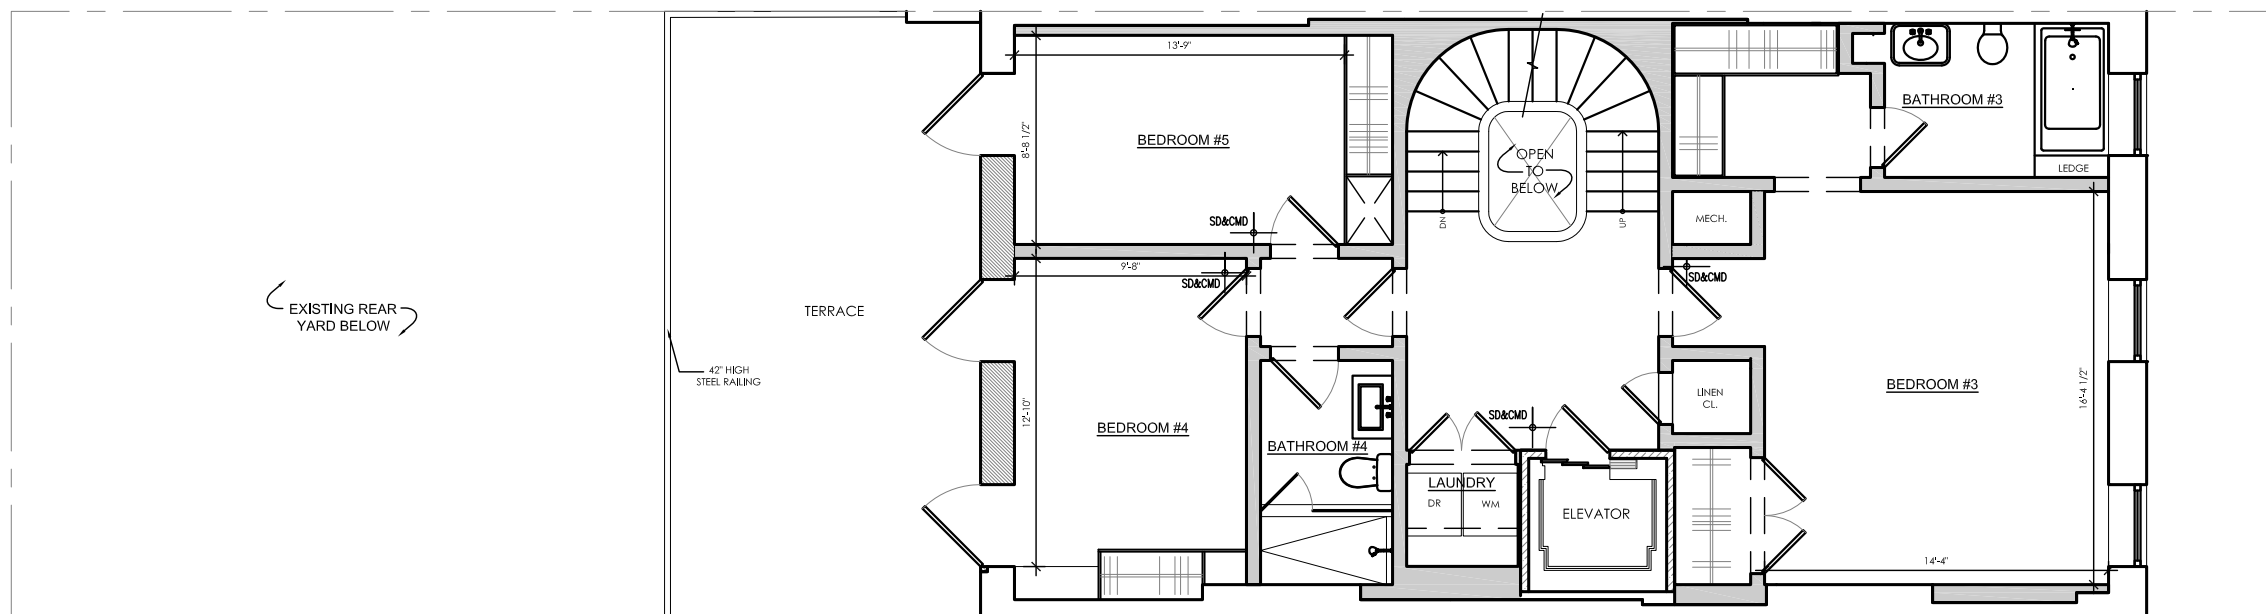 13'-9"
8'-8 1/2"
BEDROOM #5
SD&CMD
9'-8"
SD&CMD
EXISTING REAR
YARD BELOW
TERRACE
42" HIGH
STEEL RAILING
12'-10"
BEDROOM #4
BATHROOM #4
OPEN
TO
BELOW
DN
UP
SD&CMD
LAUNDRY
DR
WM
ELEVATOR
BATHROOM #3
LEDGE
MECH.
SD&CMD
LINEN
CL.
BEDROOM #3
16'-4 1/2"
14'-4"